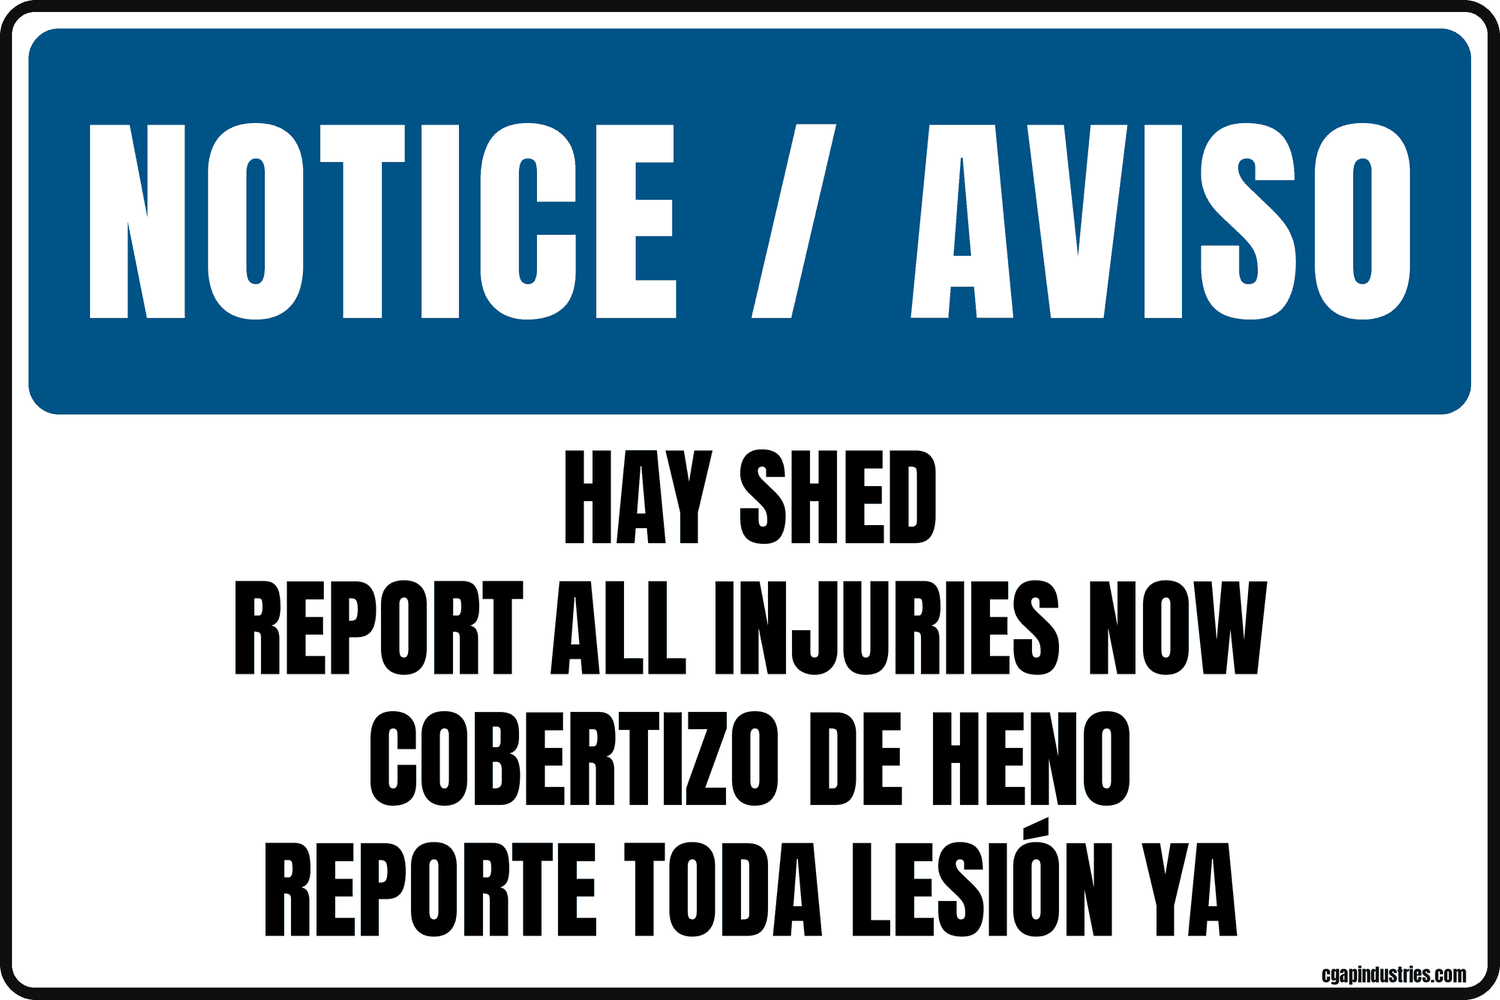 NOTICE / AVISO
HAY SHED
REPORT ALL INJURIES NOW
COBERTIZO DE HENO
REPORTE TODA LESIÓN YA
cgapindustries.com